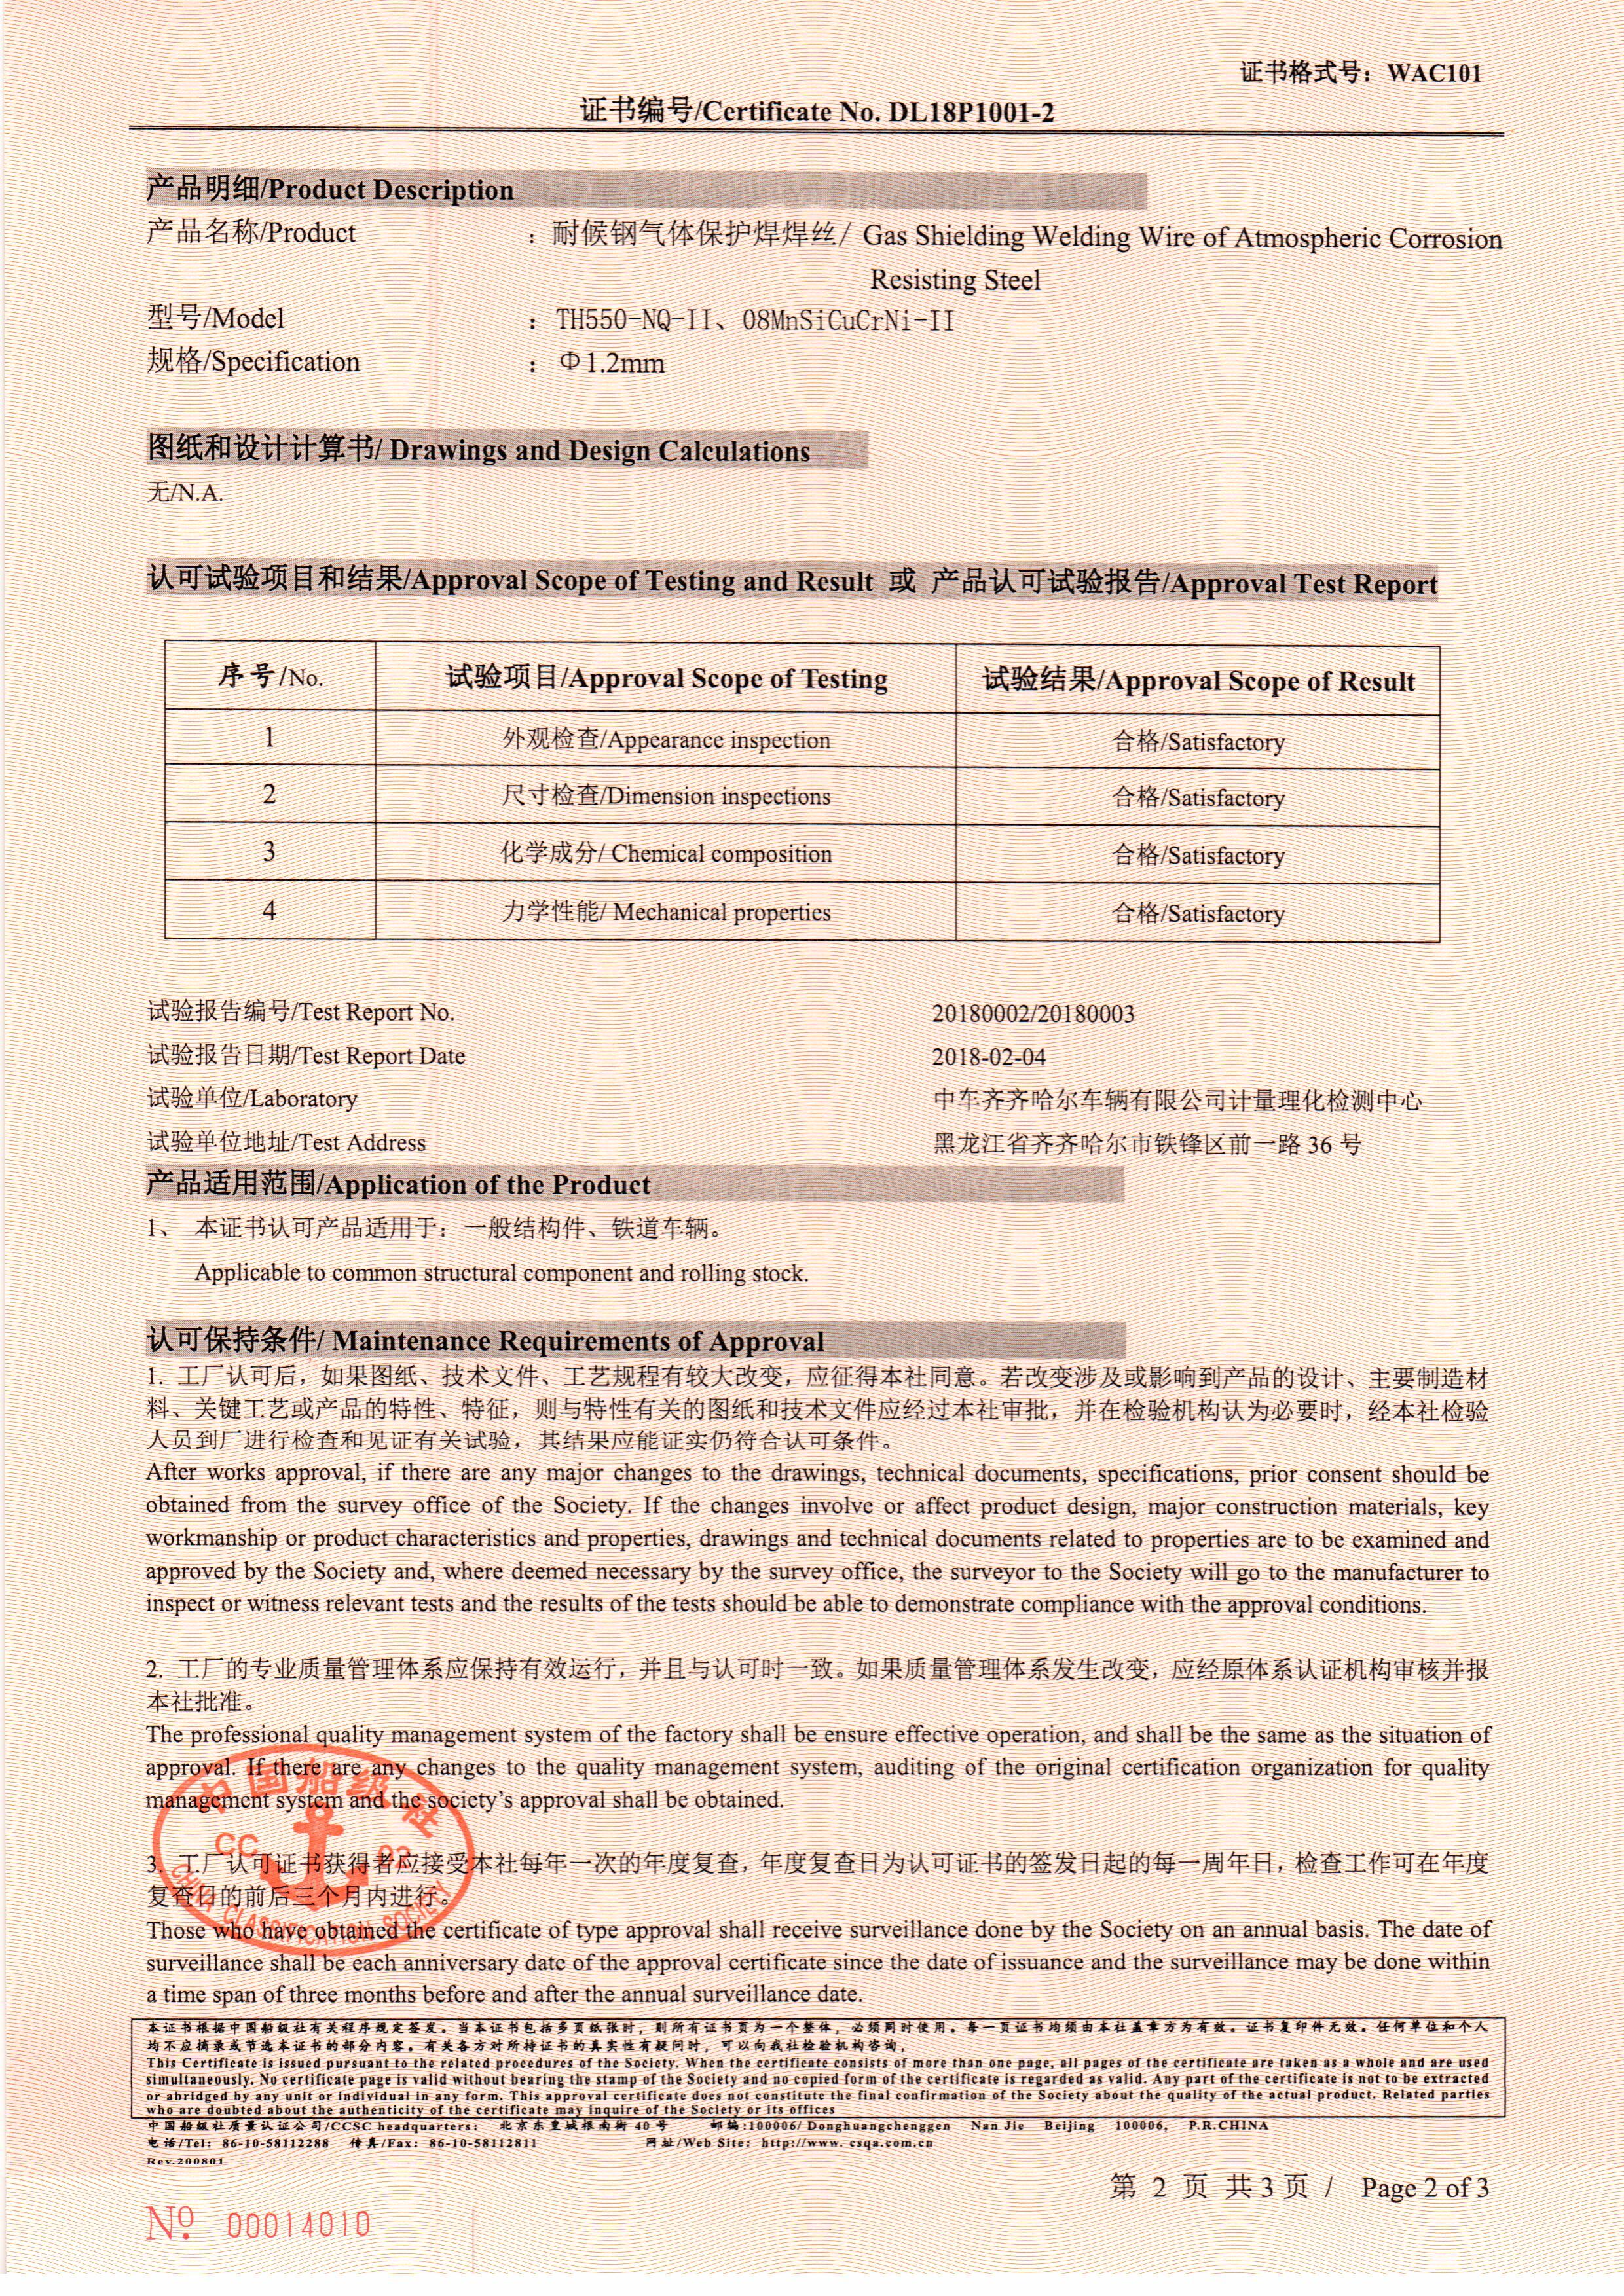 证书格式号：WAC101
证书编号/Certificate No. DL18P1001-2
产品明细/Product Description
产品名称/Product ：耐候钢气体保护焊焊丝/ Gas Shielding Welding Wire of Atmospheric Corrosion
Resisting Steel
型号/Model ：TH550-NQ-II、08MnSiCuCrNi-II
规格/Specification ：Φ1.2mm
图纸和设计计算书/ Drawings and Design Calculations
无/N.A.
认可试验项目和结果/Approval Scope of Testing and Result 或 产品认可试验报告/Approval Test Report
序号/No. 试验项目/Approval Scope of Testing 试验结果/Approval Scope of Result
1 外观检查/Appearance inspection 合格/Satisfactory
2 尺寸检查/Dimension inspections 合格/Satisfactory
3 化学成分/ Chemical composition 合格/Satisfactory
4 力学性能/ Mechanical properties 合格/Satisfactory
试验报告编号/Test Report No. 20180002/20180003
试验报告日期/Test Report Date 2018-02-04
试验单位/Laboratory 中车齐齐哈尔车辆有限公司计量理化检测中心
试验单位地址/Test Address 黑龙江省齐齐哈尔市铁锋区前一路 36 号
产品适用范围/Application of the Product
1、 本证书认可产品适用于：一般结构件、铁道车辆。
Applicable to common structural component and rolling stock.
认可保持条件/ Maintenance Requirements of Approval
1. 工厂认可后，如果图纸、技术文件、工艺规程有较大改变，应征得本社同意。若改变涉及或影响到产品的设计、主要制造材
料、关键工艺或产品的特性、特征，则与特性有关的图纸和技术文件应经过本社审批，并在检验机构认为必要时，经本社检验
人员到厂进行检查和见证有关试验，其结果应能证实仍符合认可条件。
After works approval, if there are any major changes to the drawings, technical documents, specifications, prior consent should be
obtained from the survey office of the Society. If the changes involve or affect product design, major construction materials, key
workmanship or product characteristics and properties, drawings and technical documents related to properties are to be examined and
approved by the Society and, where deemed necessary by the survey office, the surveyor to the Society will go to the manufacturer to
inspect or witness relevant tests and the results of the tests should be able to demonstrate compliance with the approval conditions.
2. 工厂的专业质量管理体系应保持有效运行，并且与认可时一致。如果质量管理体系发生改变，应经原体系认证机构审核并报
本社批准。
The professional quality management system of the factory shall be ensure effective operation, and shall be the same as the situation of
approval. If there are any changes to the quality management system, auditing of the original certification organization for quality
management system and the society's approval shall be obtained.
3. 工厂认可证书获得者应接受本社每年一次的年度复查，年度复查日为认可证书的签发日起的每一周年日，检查工作可在年度
复查日的前后三个月内进行。
Those who have obtained the certificate of type approval shall receive surveillance done by the Society on an annual basis. The date of
surveillance shall be each anniversary date of the approval certificate since the date of issuance and the surveillance may be done within
a time span of three months before and after the annual surveillance date.
中国船级社
CC 02
CHINA CLASSIFICATION SOCIETY
本证书根据中国船级社有关程序规定签发。当本证书包括多页纸张时，则所有证书页为一个整体，必须同时使用。每一页证书均须由本社盖章方为有效。证书复印件无效。任何单位和个人
均不应摘录或节选本证书的部分内容。有关各方对所持证书的真实性有疑问时，可以向我社检验机构咨询，
This Certificate is issued pursuant to the related procedures of the Society. When the certificate consists of more than one page, all pages of the certificate are taken as a whole and are used
simultaneously. No certificate page is valid without bearing the stamp of the Society and no copied form of the certificate is regarded as valid. Any part of the certificate is not to be extracted
or abridged by any unit or individual in any form. This approval certificate does not constitute the final confirmation of the Society about the quality of the actual product. Related parties
who are doubted about the authenticity of the certificate may inquire of the Society or its offices
中国船级社质量认证公司/CCSC headquarters: 北京东皇城根南街 40 号 邮编:100006/ Donghuangchenggen Nan Jie Beijing 100006, P.R.CHINA
电话/Tel: 86-10-58112288 传真/Fax: 86-10-58112811 网址/Web Site: http://www. csqa.com.cn
Rev.200801
第 2 页 共 3 页 / Page 2 of 3
№ 00014010